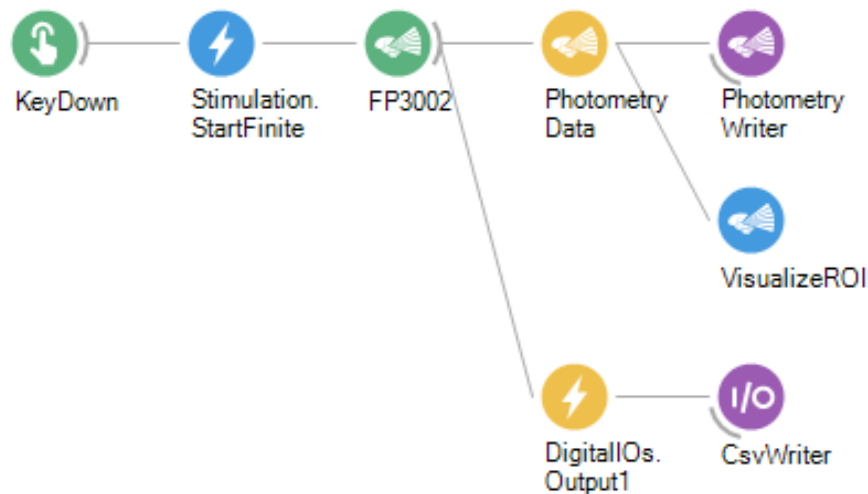 KeyDown
Stimulation.
StartFinite
FP3002
Photometry
Data
Photometry
Writer
VisualizeROI
DigitalIOs.
Output1
I/O
CsvWriter